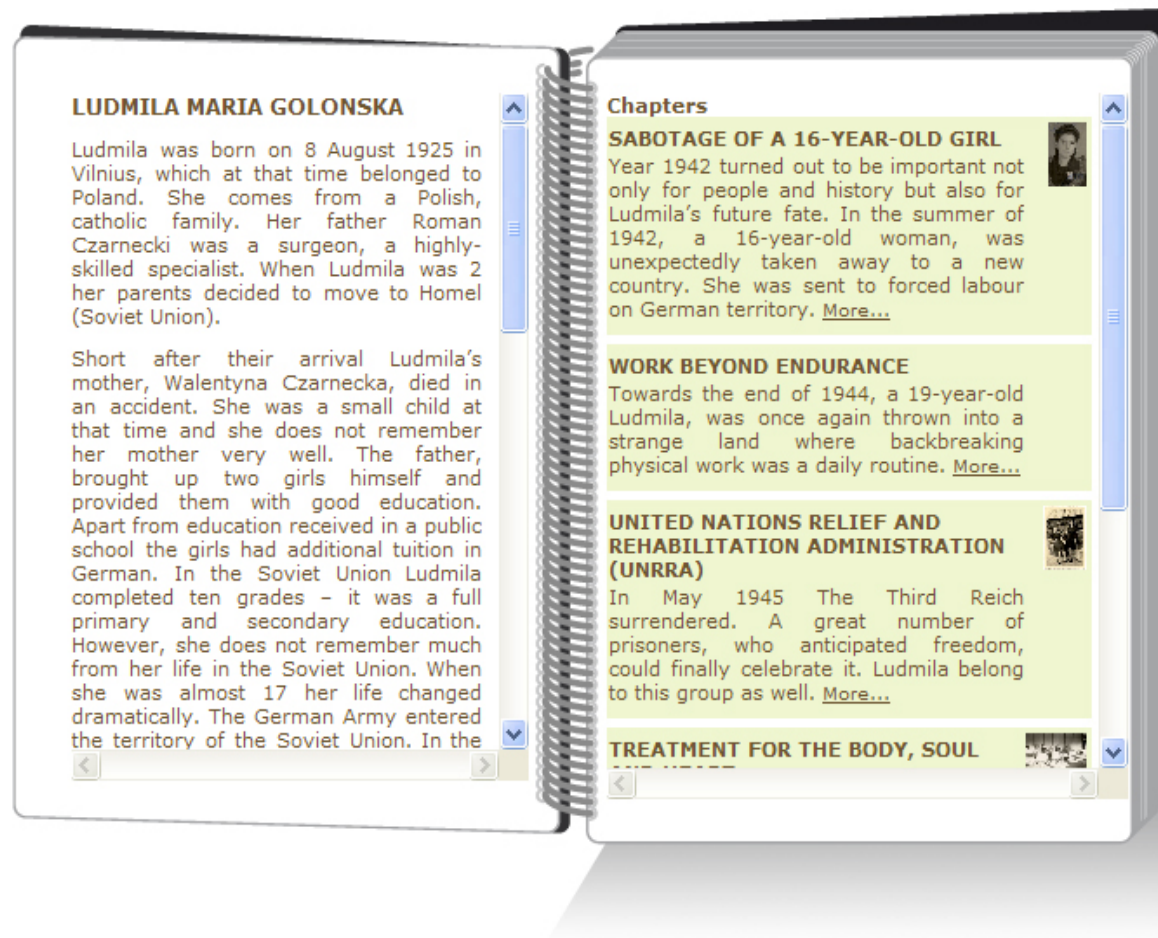 LUDMILA MARIA GOLONSKA
Ludmila was born on 8 August 1925 in
Vilnius, which at that time belonged to
Poland. She comes from a Polish,
catholic family. Her father Roman
Czarnecki was a surgeon, a highly-
skilled specialist. When Ludmila was 2
her parents decided to move to Homel
(Soviet Union).
Short after their arrival Ludmila's
mother, Walentyna Czarnecka, died in
an accident. She was a small child at
that time and she does not remember
her mother very well. The father,
brought up two girls himself and
provided them with good education.
Apart from education received in a public
school the girls had additional tuition in
German. In the Soviet Union Ludmila
completed ten grades – it was a full
primary and secondary education.
However, she does not remember much
from her life in the Soviet Union. When
she was almost 17 her life changed
dramatically. The German Army entered
the territory of the Soviet Union. In the
Chapters
SABOTAGE OF A 16-YEAR-OLD GIRL
Year 1942 turned out to be important not
only for people and history but also for
Ludmila's future fate. In the summer of
1942, a 16-year-old woman, was
unexpectedly taken away to a new
country. She was sent to forced labour
on German territory. More...
WORK BEYOND ENDURANCE
Towards the end of 1944, a 19-year-old
Ludmila, was once again thrown into a
strange land where backbreaking
physical work was a daily routine. More...
UNITED NATIONS RELIEF AND
REHABILITATION ADMINISTRATION
(UNRRA)
In May 1945 The Third Reich
surrendered. A great number of
prisoners, who anticipated freedom,
could finally celebrate it. Ludmila belong
to this group as well. More...
TREATMENT FOR THE BODY, SOUL